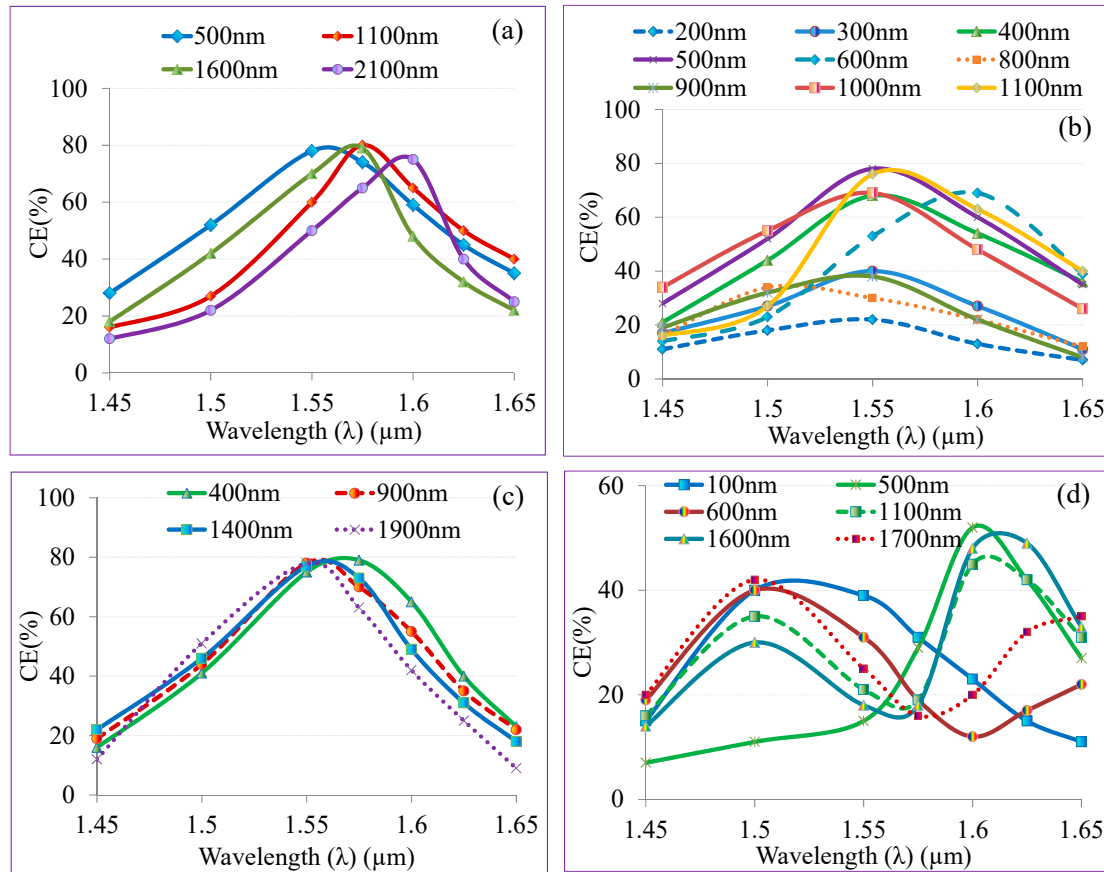 500nm 1100nm (a)
1600nm 2100nm
CE(%)
100
80
60
40
20
0
1.45 1.5 1.55 1.6 1.65
Wavelength (λ) (µm)
200nm 300nm 400nm
500nm 600nm 800nm
900nm 1000nm 1100nm
(b)
CE(%)
100
80
60
40
20
0
1.45 1.5 1.55 1.6 1.65
Wavelength (λ) (µm)
400nm 900nm (c)
1400nm 1900nm
CE(%)
100
80
60
40
20
0
1.45 1.5 1.55 1.6 1.65
Wavelength (λ) (µm)
100nm 500nm (d)
600nm 1100nm
1600nm 1700nm
CE(%)
60
40
20
0
1.45 1.5 1.55 1.6 1.65
Wavelength (λ) (µm)